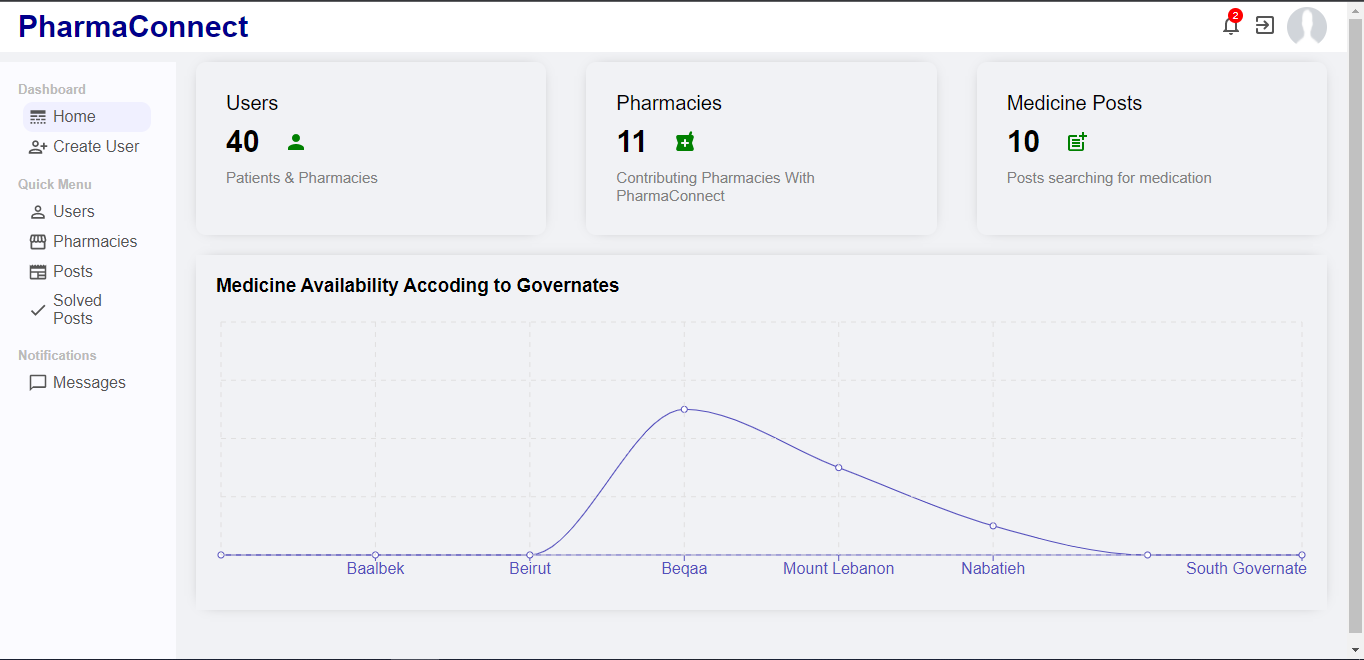 PharmaConnect
2
Dashboard
Home
Create User
Quick Menu
Users
Pharmacies
Posts
Solved
Posts
Notifications
Messages
Users
40
Patients & Pharmacies
Pharmacies
11
Contributing Pharmacies With
PharmaConnect
Medicine Posts
10
Posts searching for medication
Medicine Availability Accoding to Governates
Baalbek
Beirut
Beqaa
Mount Lebanon
Nabatieh
South Governate